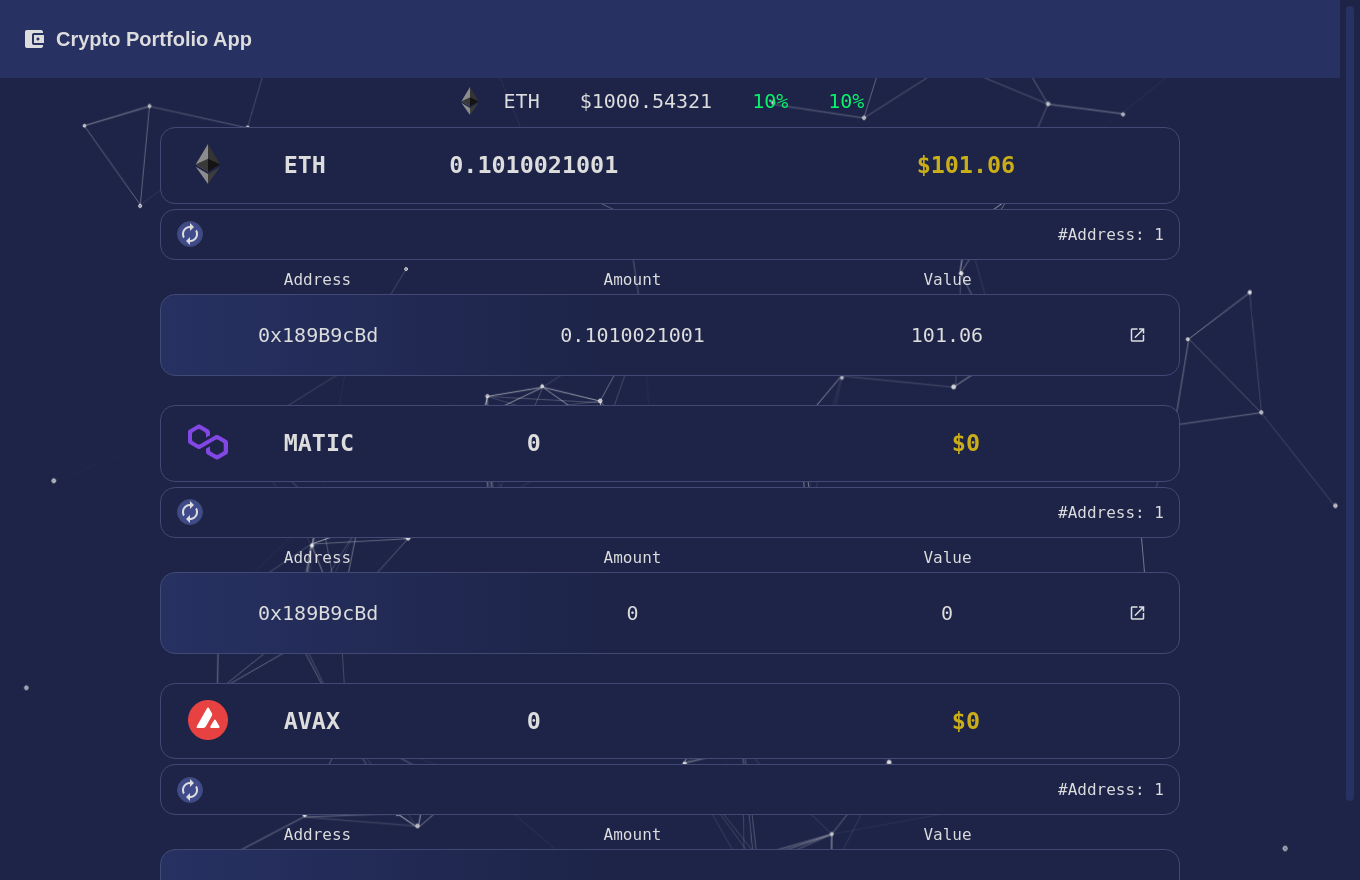 Crypto Portfolio App
ETH $1000.54321 10% 10%
ETH 0.1010021001 $101.06
#Address: 1
Address Amount Value
0x189B9cBd 0.1010021001 101.06
MATIC 0 $0
#Address: 1
Address Amount Value
0x189B9cBd 0 0
AVAX 0 $0
#Address: 1
Address Amount Value